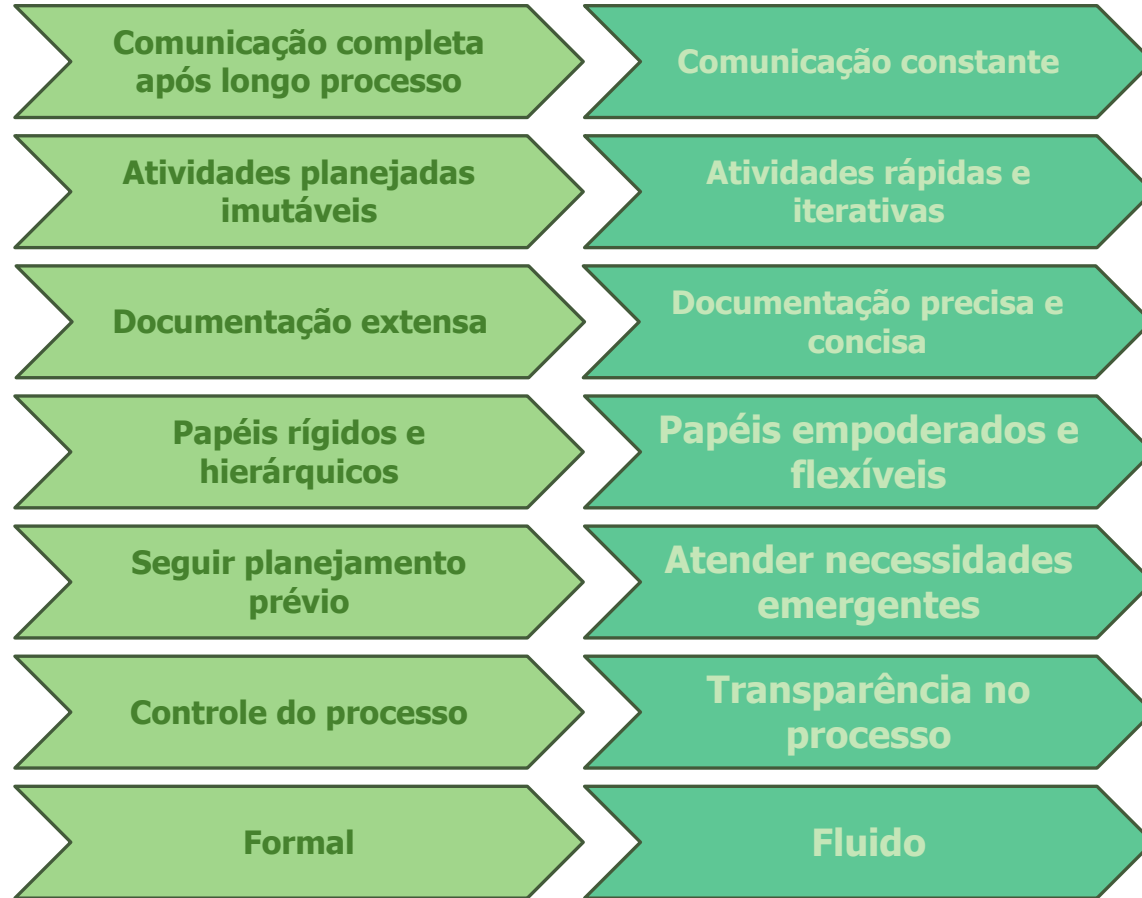 Comunicação completa
após longo processo
Comunicação constante
Atividades planejadas
imutáveis
Atividades rápidas e
iterativas
Documentação extensa
Documentação precisa e
concisa
Papéis rígidos e
hierárquicos
Papéis empoderados e
flexíveis
Seguir planejamento
prévio
Atender necessidades
emergentes
Controle do processo
Transparência no
processo
Formal
Fluido